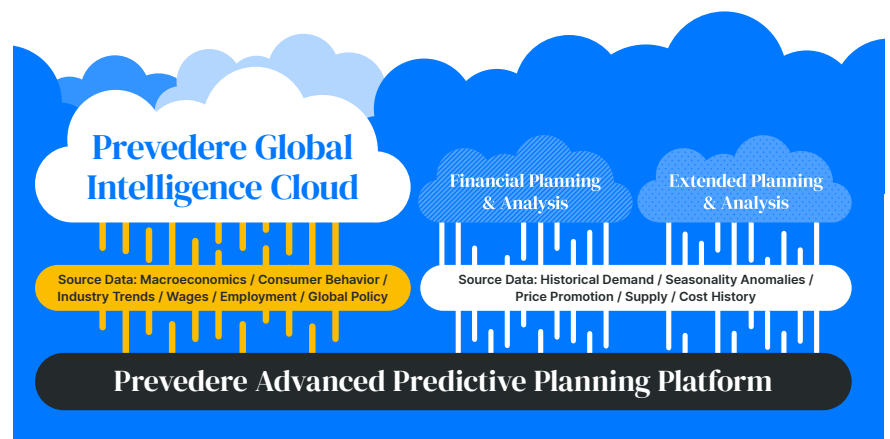 Prevedere Global
Intelligence Cloud
Financial Planning
& Analysis
Extended Planning
& Analysis
Source Data: Macroeconomics / Consumer Behavior /
Industry Trends / Wages / Employment / Global Policy
Source Data: Historical Demand / Seasonality Anomalies /
Price Promotion / Supply / Cost History
Prevedere Advanced Predictive Planning Platform